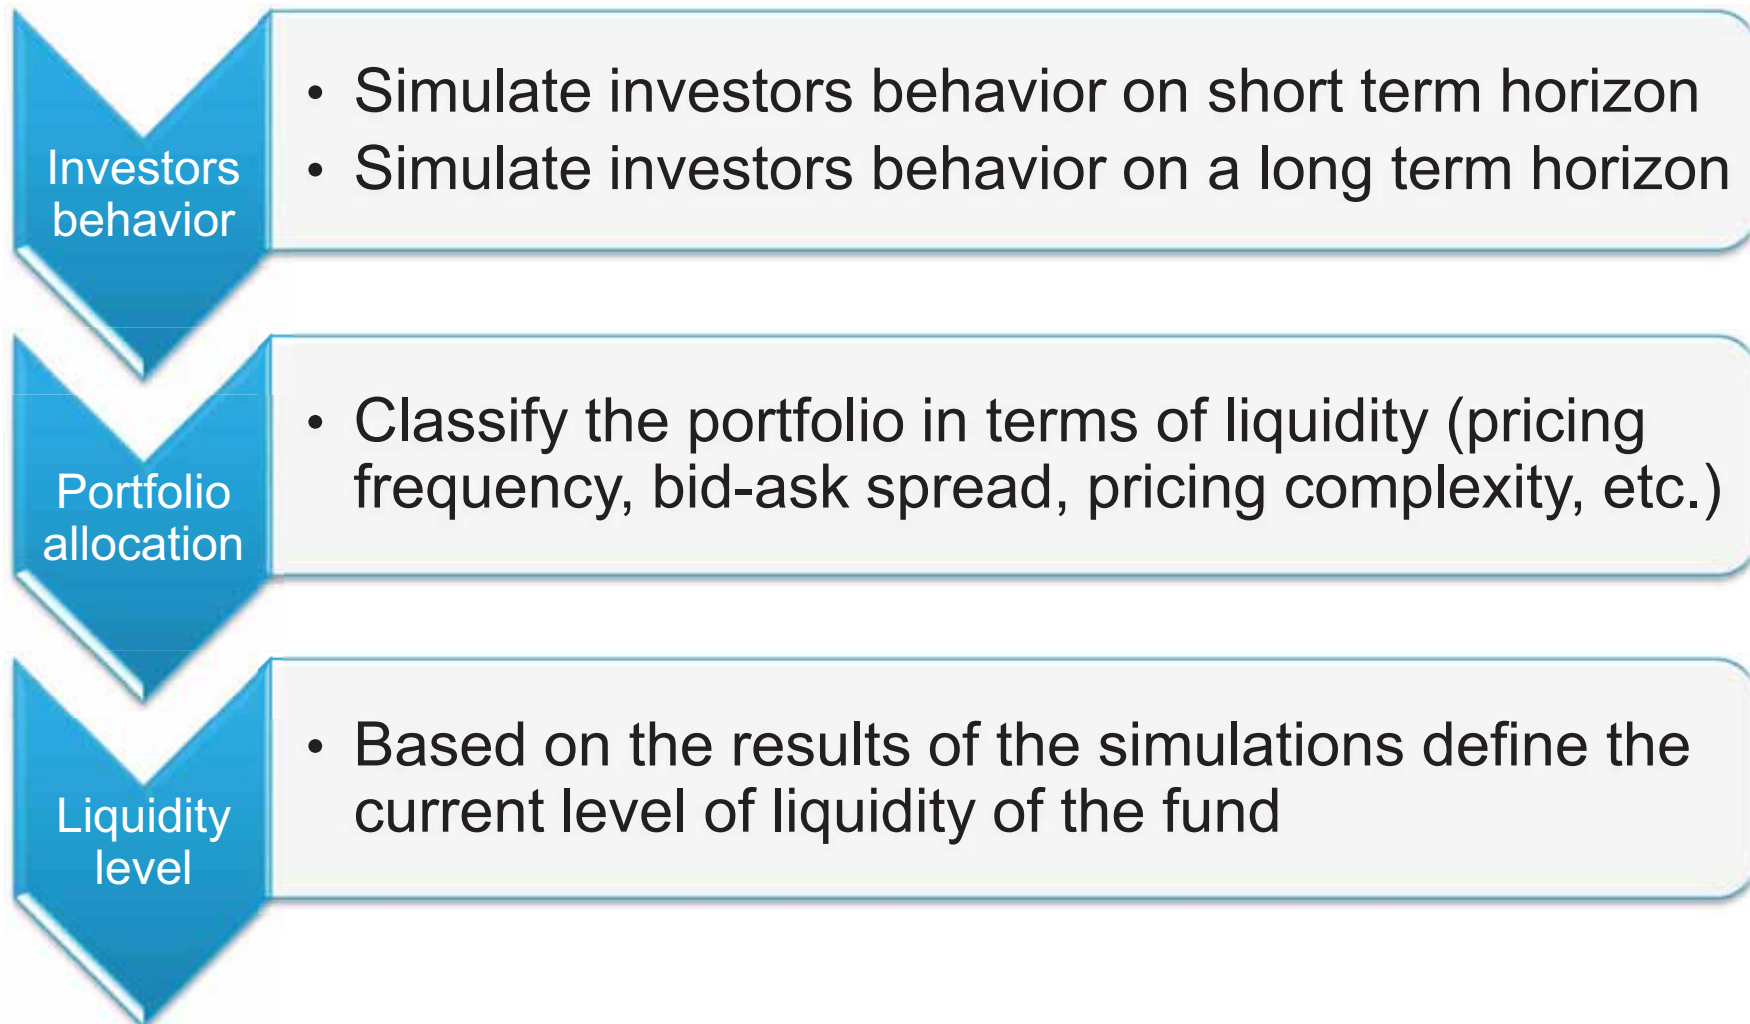 Investors
behavior
• Simulate investors behavior on short term horizon
• Simulate investors behavior on a long term horizon
Portfolio
allocation
• Classify the portfolio in terms of liquidity (pricing
frequency, bid-ask spread, pricing complexity, etc.)
Liquidity
level
• Based on the results of the simulations define the
current level of liquidity of the fund